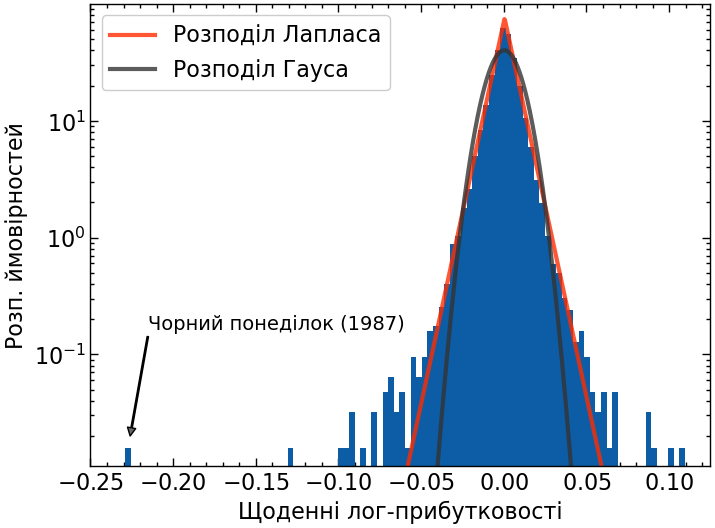 Розподіл Лапласа
Розподіл Гауса
10¹
10⁰
10⁻¹
Розп. ймовірностей
Чорний понеділок (1987)
−0.25 −0.20 −0.15 −0.10 −0.05 0.00 0.05 0.10
Щоденні лог-прибутковості